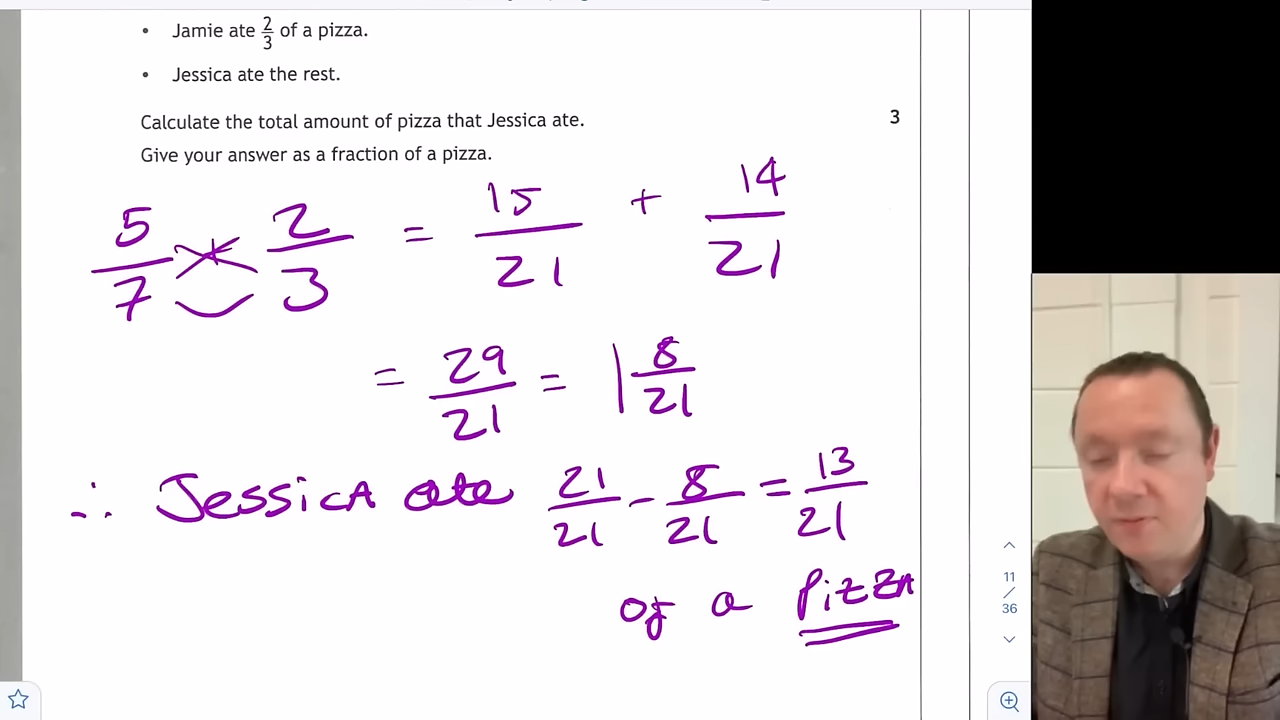 • Jamie ate 2/3 of a pizza.
• Jessica ate the rest.
Calculate the total amount of pizza that Jessica ate. 3
Give your answer as a fraction of a pizza.
5/7 × 2/3 = 15/21 + 14/21
= 29/21 = 1 8/21
∴ Jessica ate 21/21 - 8/21 = 13/21
of a pizza
11
/
36